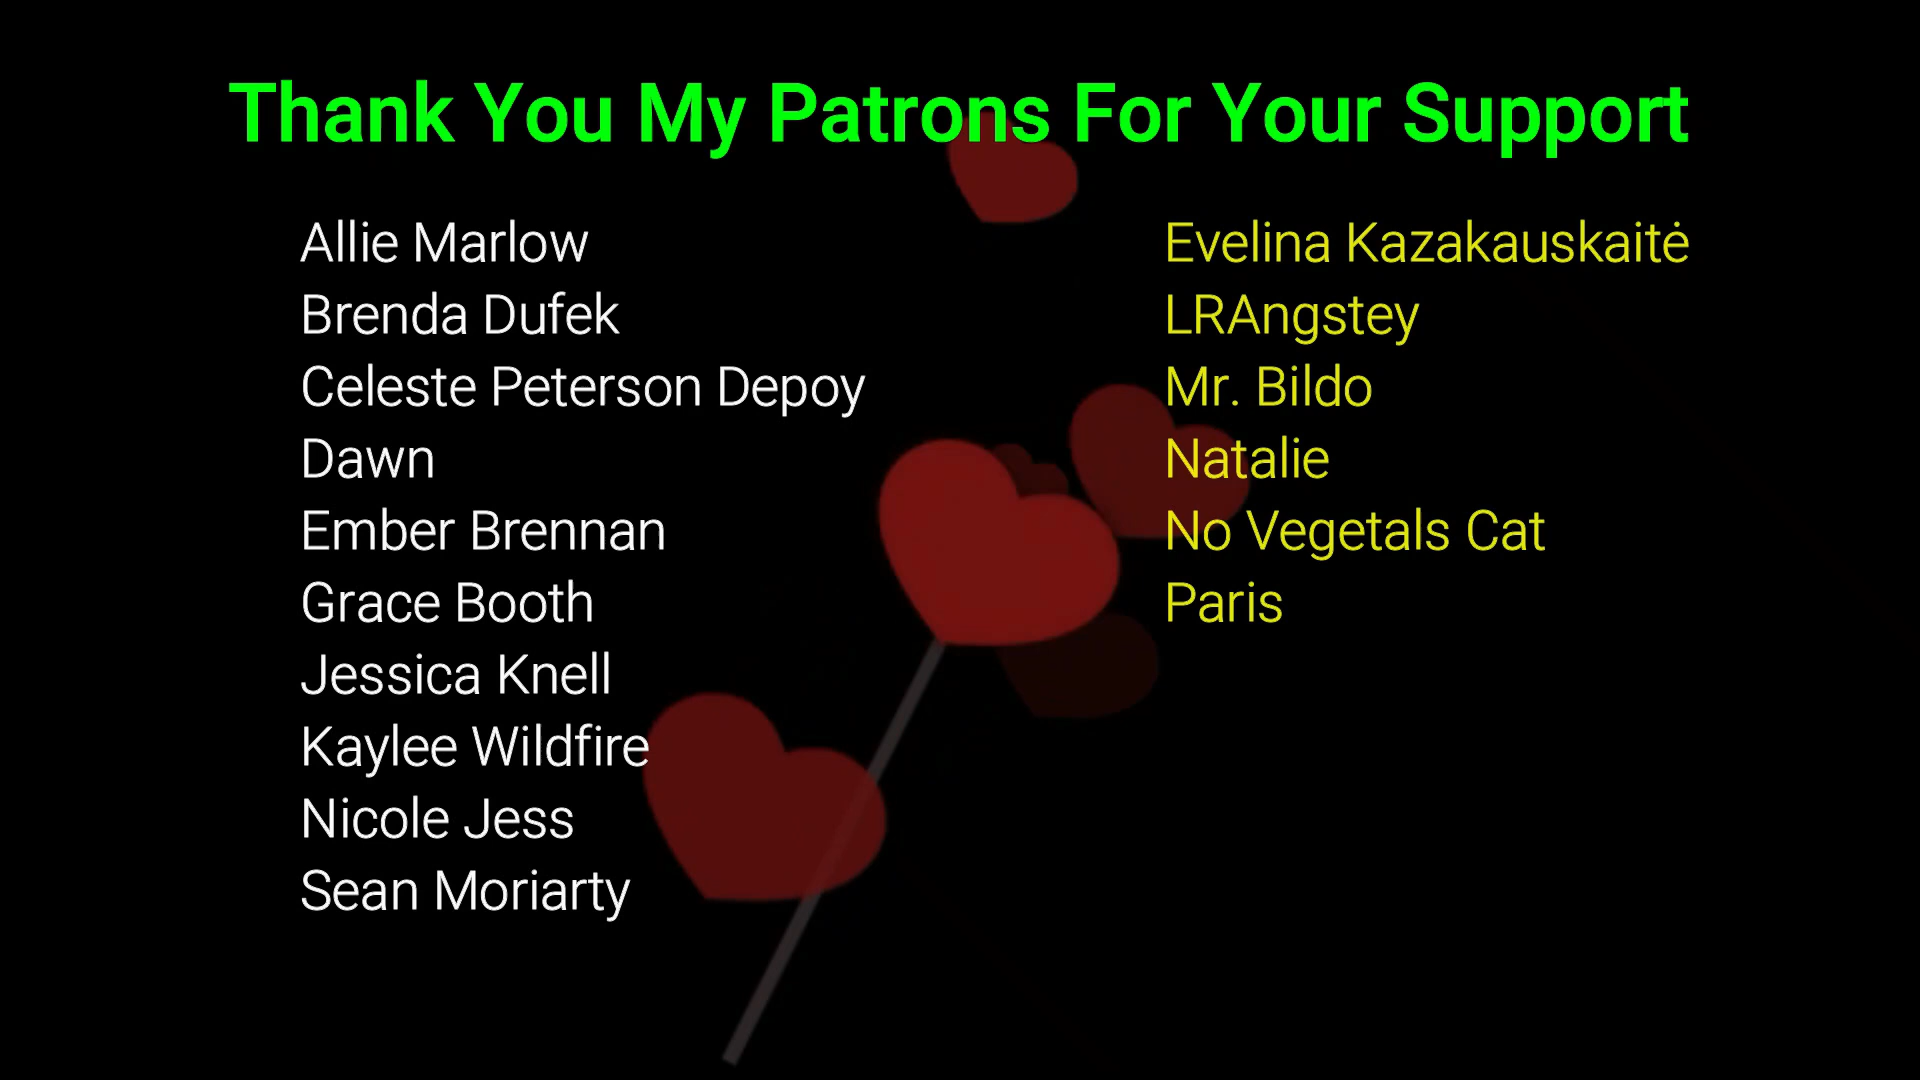 Thank You My Patrons For Your Support
Allie Marlow
Brenda Dufek
Celeste Peterson Depoy
Dawn
Ember Brennan
Grace Booth
Jessica Knell
Kaylee Wildfire
Nicole Jess
Sean Moriarty
Evelina Kazakauskaitė
LRAngstey
Mr. Bildo
Natalie
No Vegetals Cat
Paris